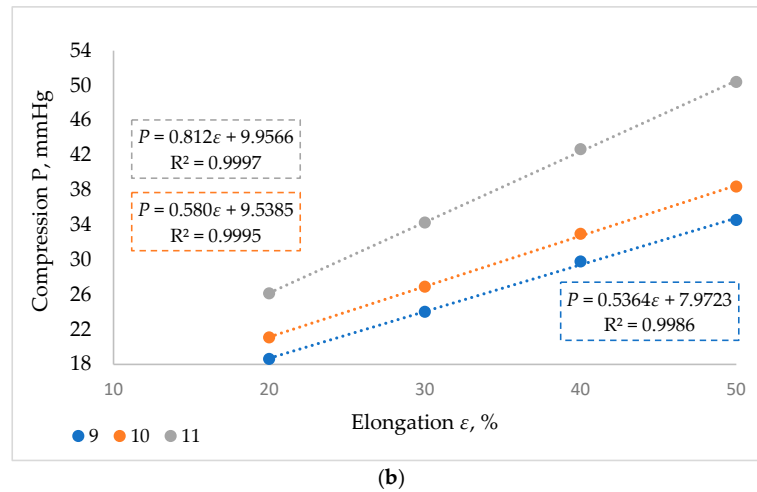 54
50
46
42
38
34
30
26
22
18
Compression P, mmHg
P = 0.812ε + 9.9566
R² = 0.9997
P = 0.580ε + 9.5385
R² = 0.9995
P = 0.5364ε + 7.9723
R² = 0.9986
10 20 30 40 50
Elongation ε, %
9 10 11
(b)